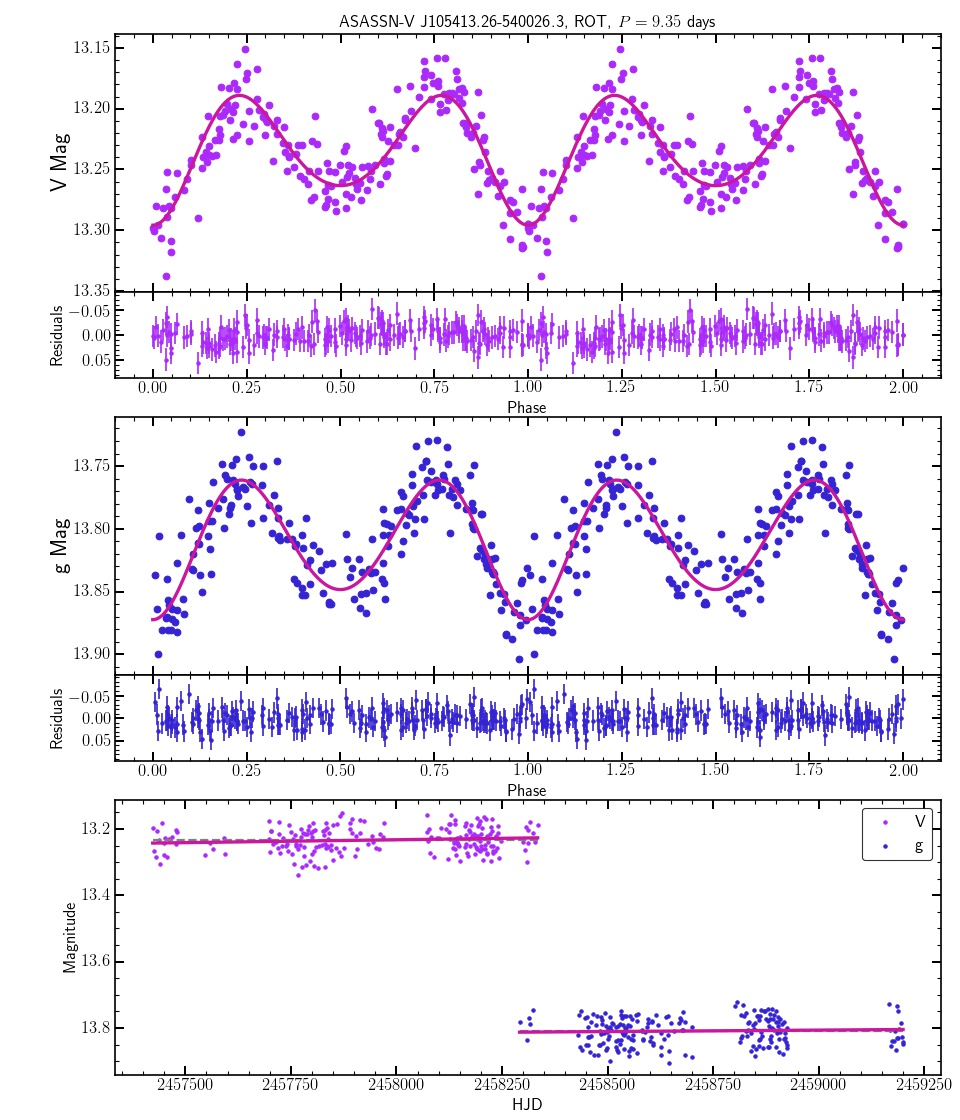 ASASSN-V J105413.26-540026.3, ROT, P = 9.35 days
V Mag
13.15
13.20
13.25
13.30
13.35
Residuals
−0.05
0.00
0.05
0.00 0.25 0.50 0.75 1.00 1.25 1.50 1.75 2.00
Phase
g Mag
13.75
13.80
13.85
13.90
Residuals
−0.05
0.00
0.05
0.00 0.25 0.50 0.75 1.00 1.25 1.50 1.75 2.00
Phase
Magnitude
13.2
13.4
13.6
13.8
V
g
2457500 2457750 2458000 2458250 2458500 2458750 2459000 2459250
HJD